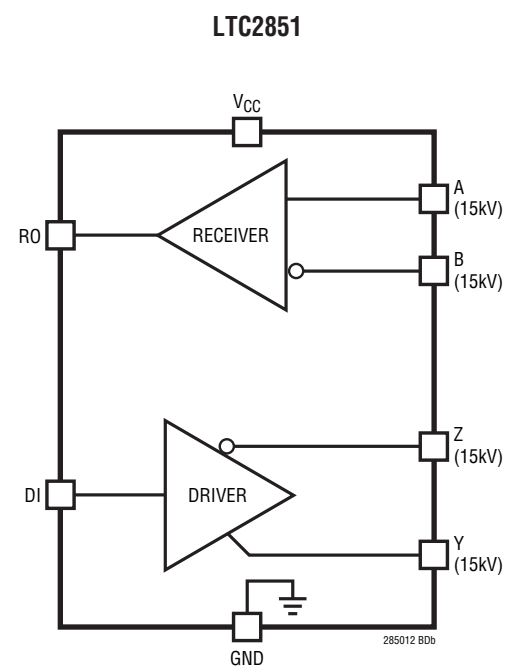 LTC2851
VCC
A
(15kV)
RO
RECEIVER
B
(15kV)
Z
(15kV)
DI
DRIVER
Y
(15kV)
285012 BDb
GND